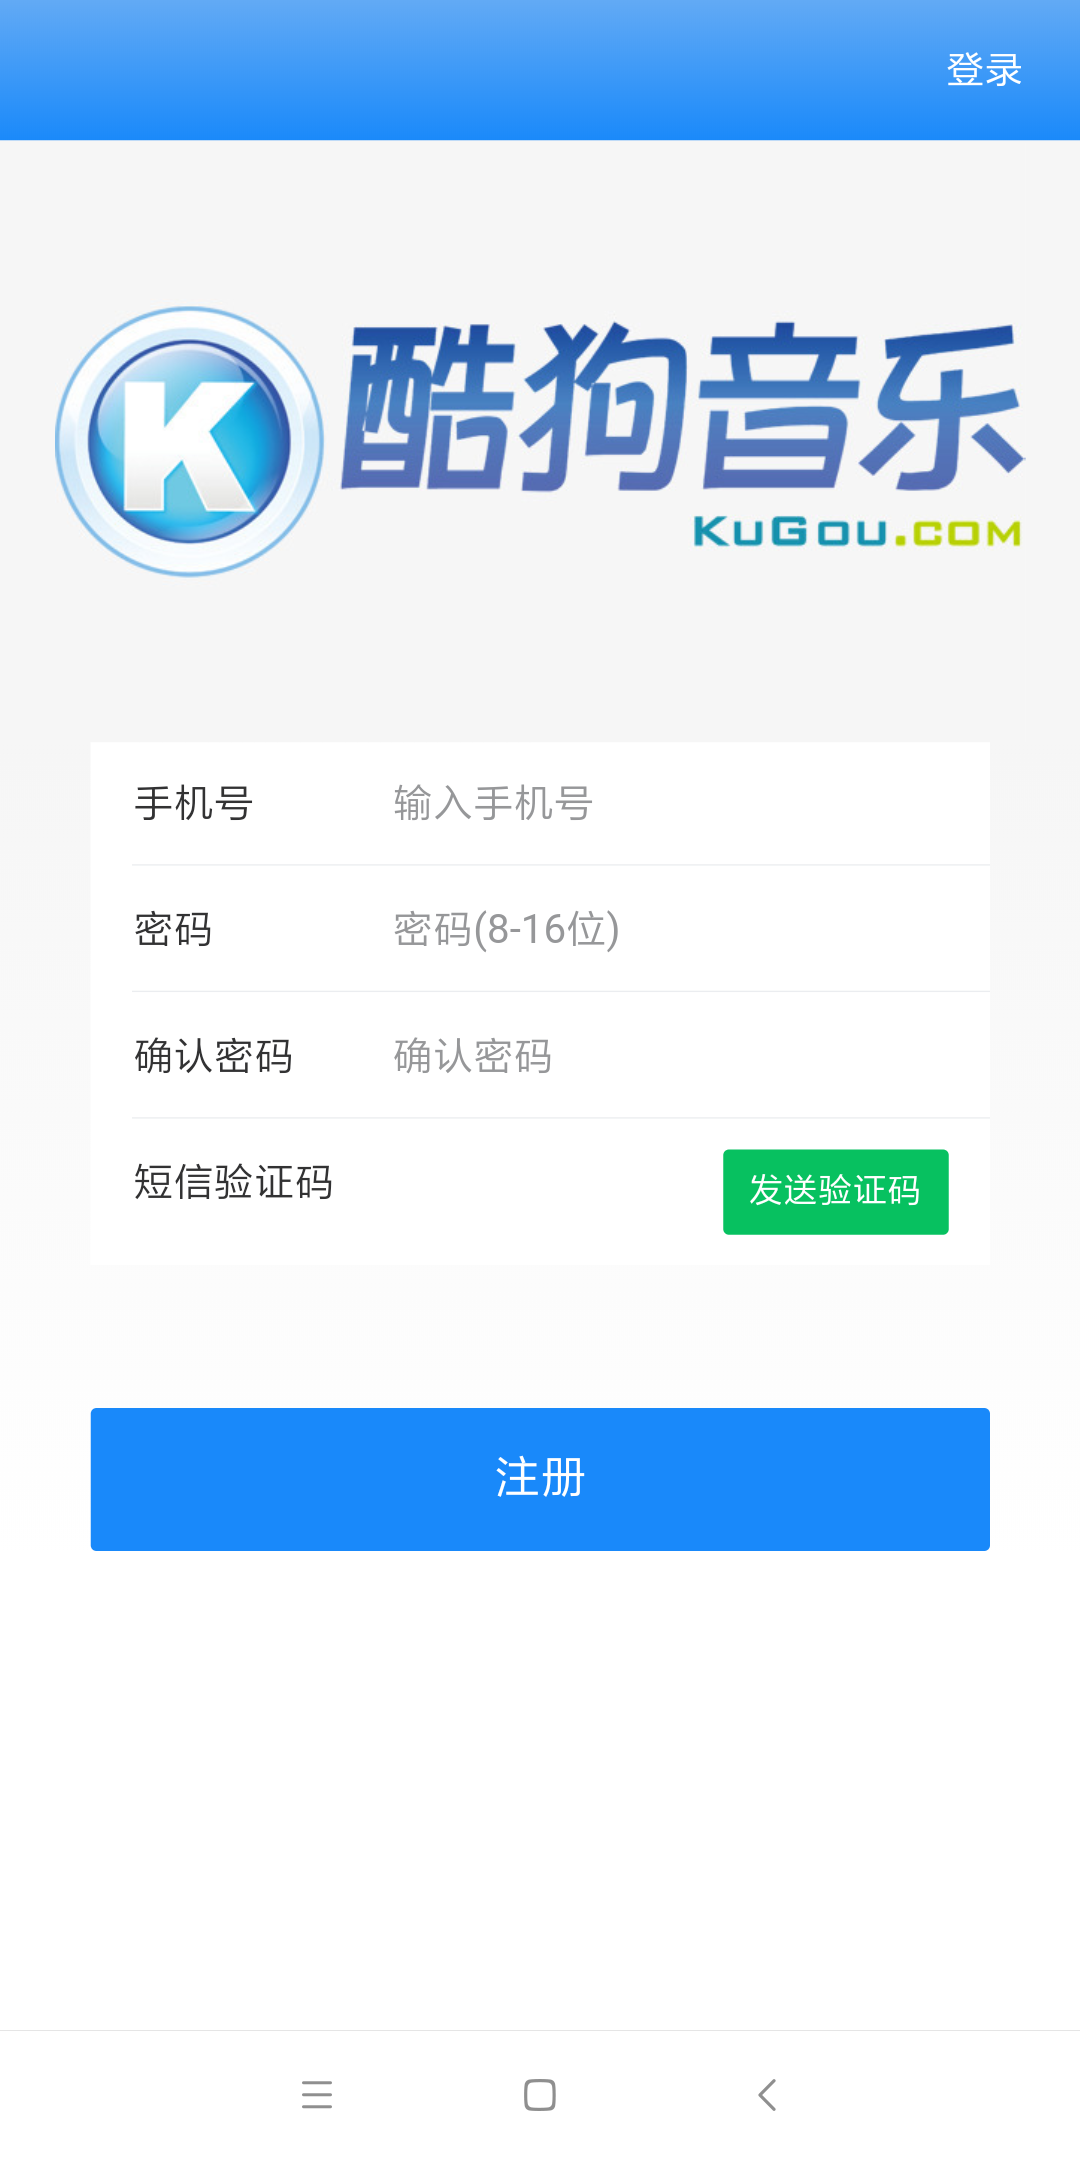 登录
K
酷狗音乐
KuGou.com
手机号 输入手机号
密码 密码(8-16位)
确认密码 确认密码
短信验证码 发送验证码
注册